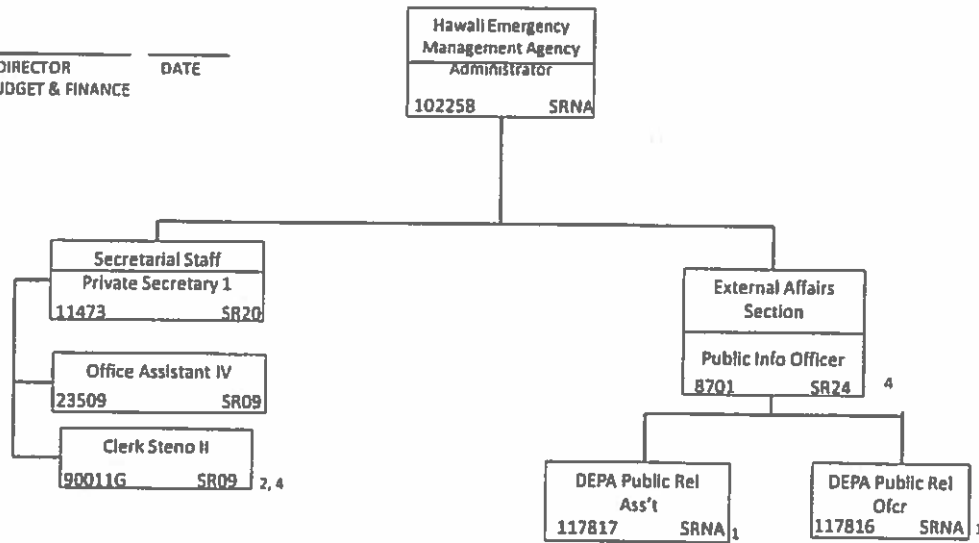 Hawaii Emergency
Management Agency
Administrator
102258 SRNA
DIRECTOR DATE
UDGET & FINANCE
Secretarial Staff
Private Secretary 1
11473 SR20
Office Assistant IV
23509 SR09
Clerk Steno II
90011G SR09 2, 4
External Affairs
Section
Public Info Officer
8701 SR24 4
DEPA Public Rel
Ass't
117817 SRNA 1
DEPA Public Rel
Ofcr
117816 SRNA 1